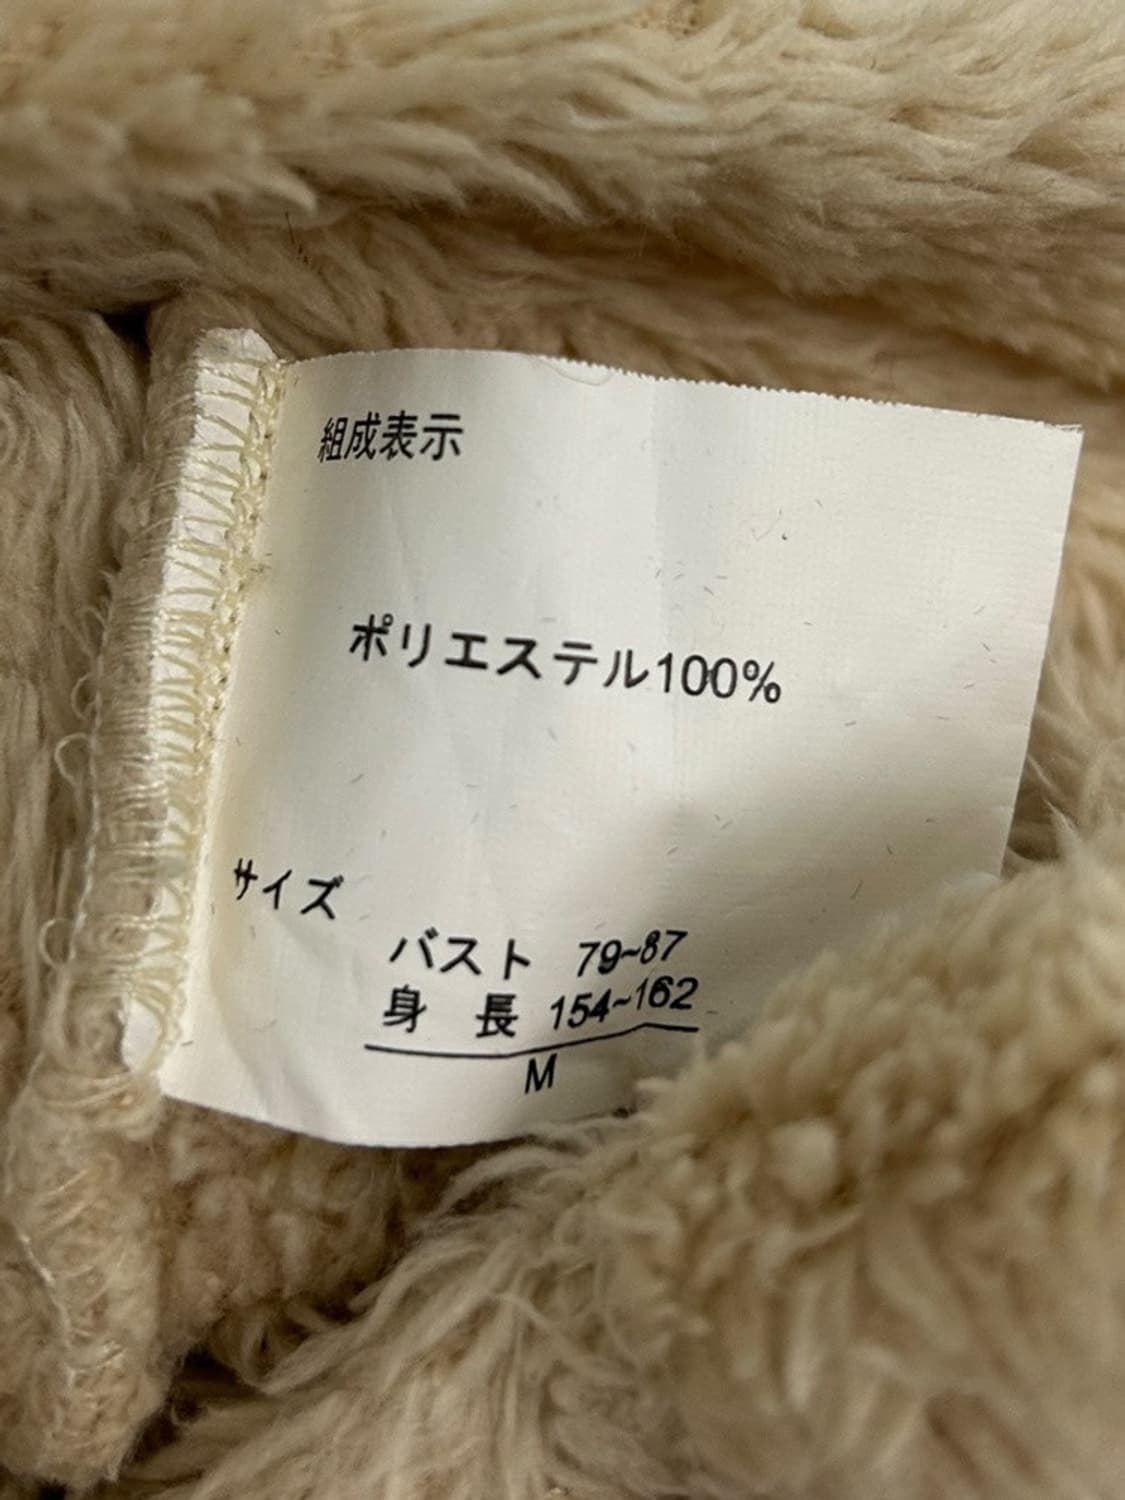 組成表示
ポリエステル100%
サイズ
バスト 79~87
身 長 154~162
M